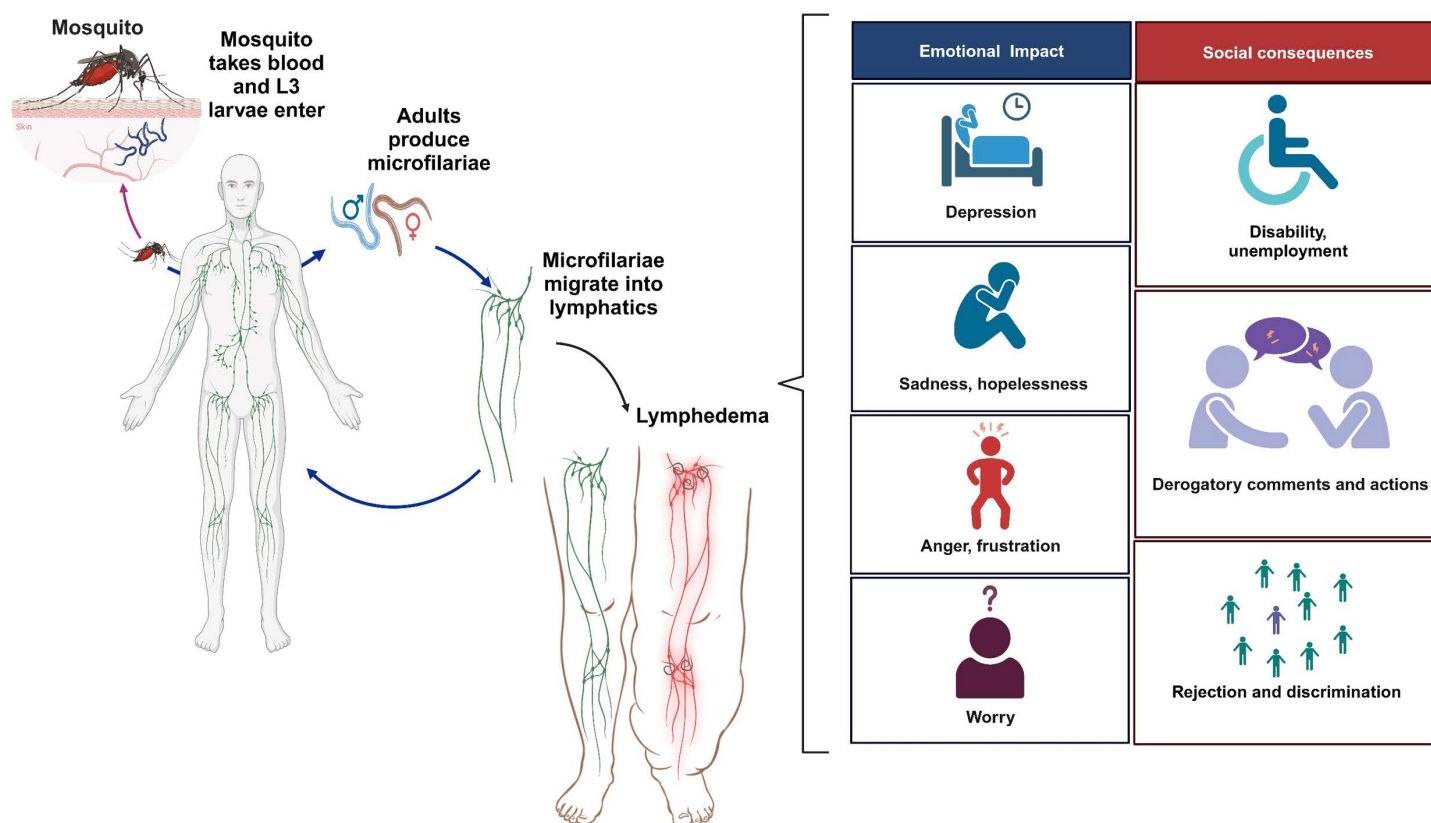 Mosquito
Mosquito
takes blood
and L3
larvae enter
Skin
Adults
produce
microfilariae
Microfilariae
migrate into
lymphatics
Lymphedema
Emotional Impact
Social consequences
Depression
Disability,
unemployment
Sadness, hopelessness
Derogatory comments and actions
Anger, frustration
Rejection and discrimination
?
Worry